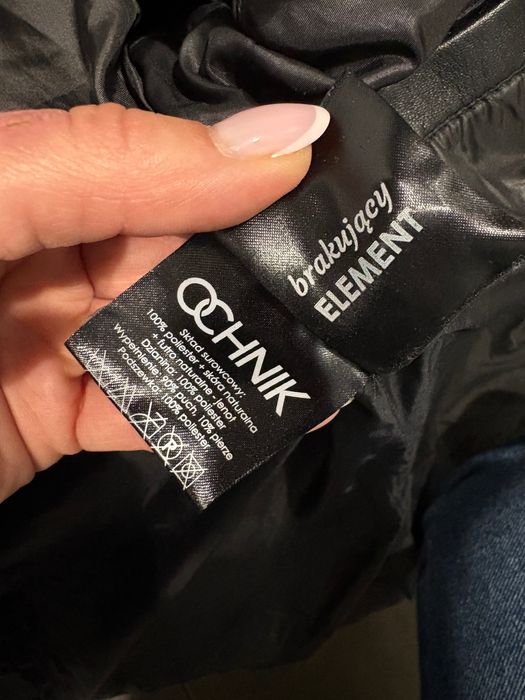 brakujący
ELEMENT
OCHNIK
Skład surowcowy:
100% poliester + skóra naturalna
+ futro naturalne - jenot
Dzianina: 100% poliester
Wypełnienie: 90% puch, 10% pierze
Podszewka: 100% poliester